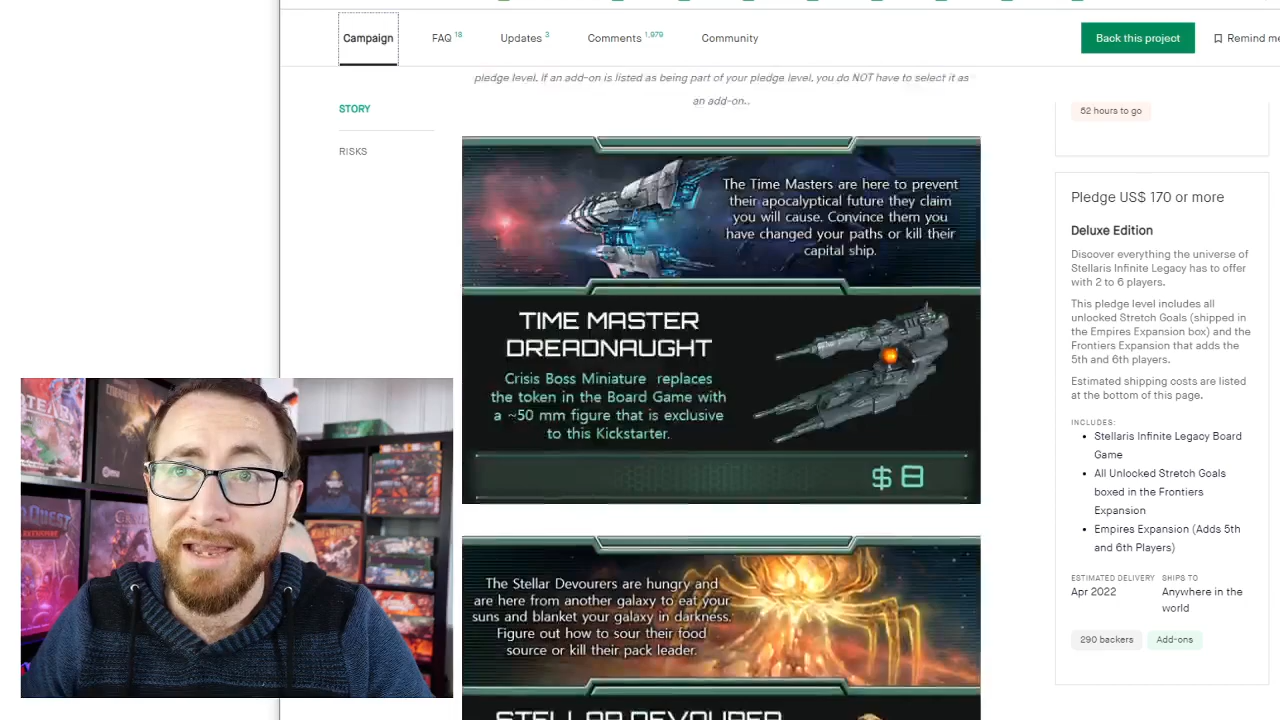 Campaign
FAQ 18
Updates 3
Comments 1,979
Community
Back this project
Remind me
pledge level. If an add-on is listed as being part of your pledge level, you do NOT have to select it as
an add-on..
STORY
RISKS
The Time Masters are here to prevent
their apocalyptical future they claim
you will cause. Convince them you
have changed your paths or kill their
capital ship.
TIME MASTER
DREADNAUGHT
Crisis Boss Miniature replaces
the token in the Board Game with
a ~50 mm figure that is exclusive
to this Kickstarter.
$ 8
The Stellar Devourers are hungry and
are here from another galaxy to eat your
suns and blanket your galaxy in darkness.
Figure out how to sour their food
source or kill their pack leader.
STELLAR DEVOURER
52 hours to go
Pledge US$ 170 or more
Deluxe Edition
Discover everything the universe of
Stellaris Infinite Legacy has to offer
with 2 to 6 players.
This pledge level includes all
unlocked Stretch Goals (shipped in
the Empires Expansion box) and the
Frontiers Expansion that adds the
5th and 6th players.
Estimated shipping costs are listed
at the bottom of this page.
INCLUDES:
• Stellaris Infinite Legacy Board
Game
• All Unlocked Stretch Goals
boxed in the Frontiers
Expansion
• Empires Expansion (Adds 5th
and 6th Players)
ESTIMATED DELIVERY
Apr 2022
SHIPS TO
Anywhere in the
world
290 backers
Add-ons